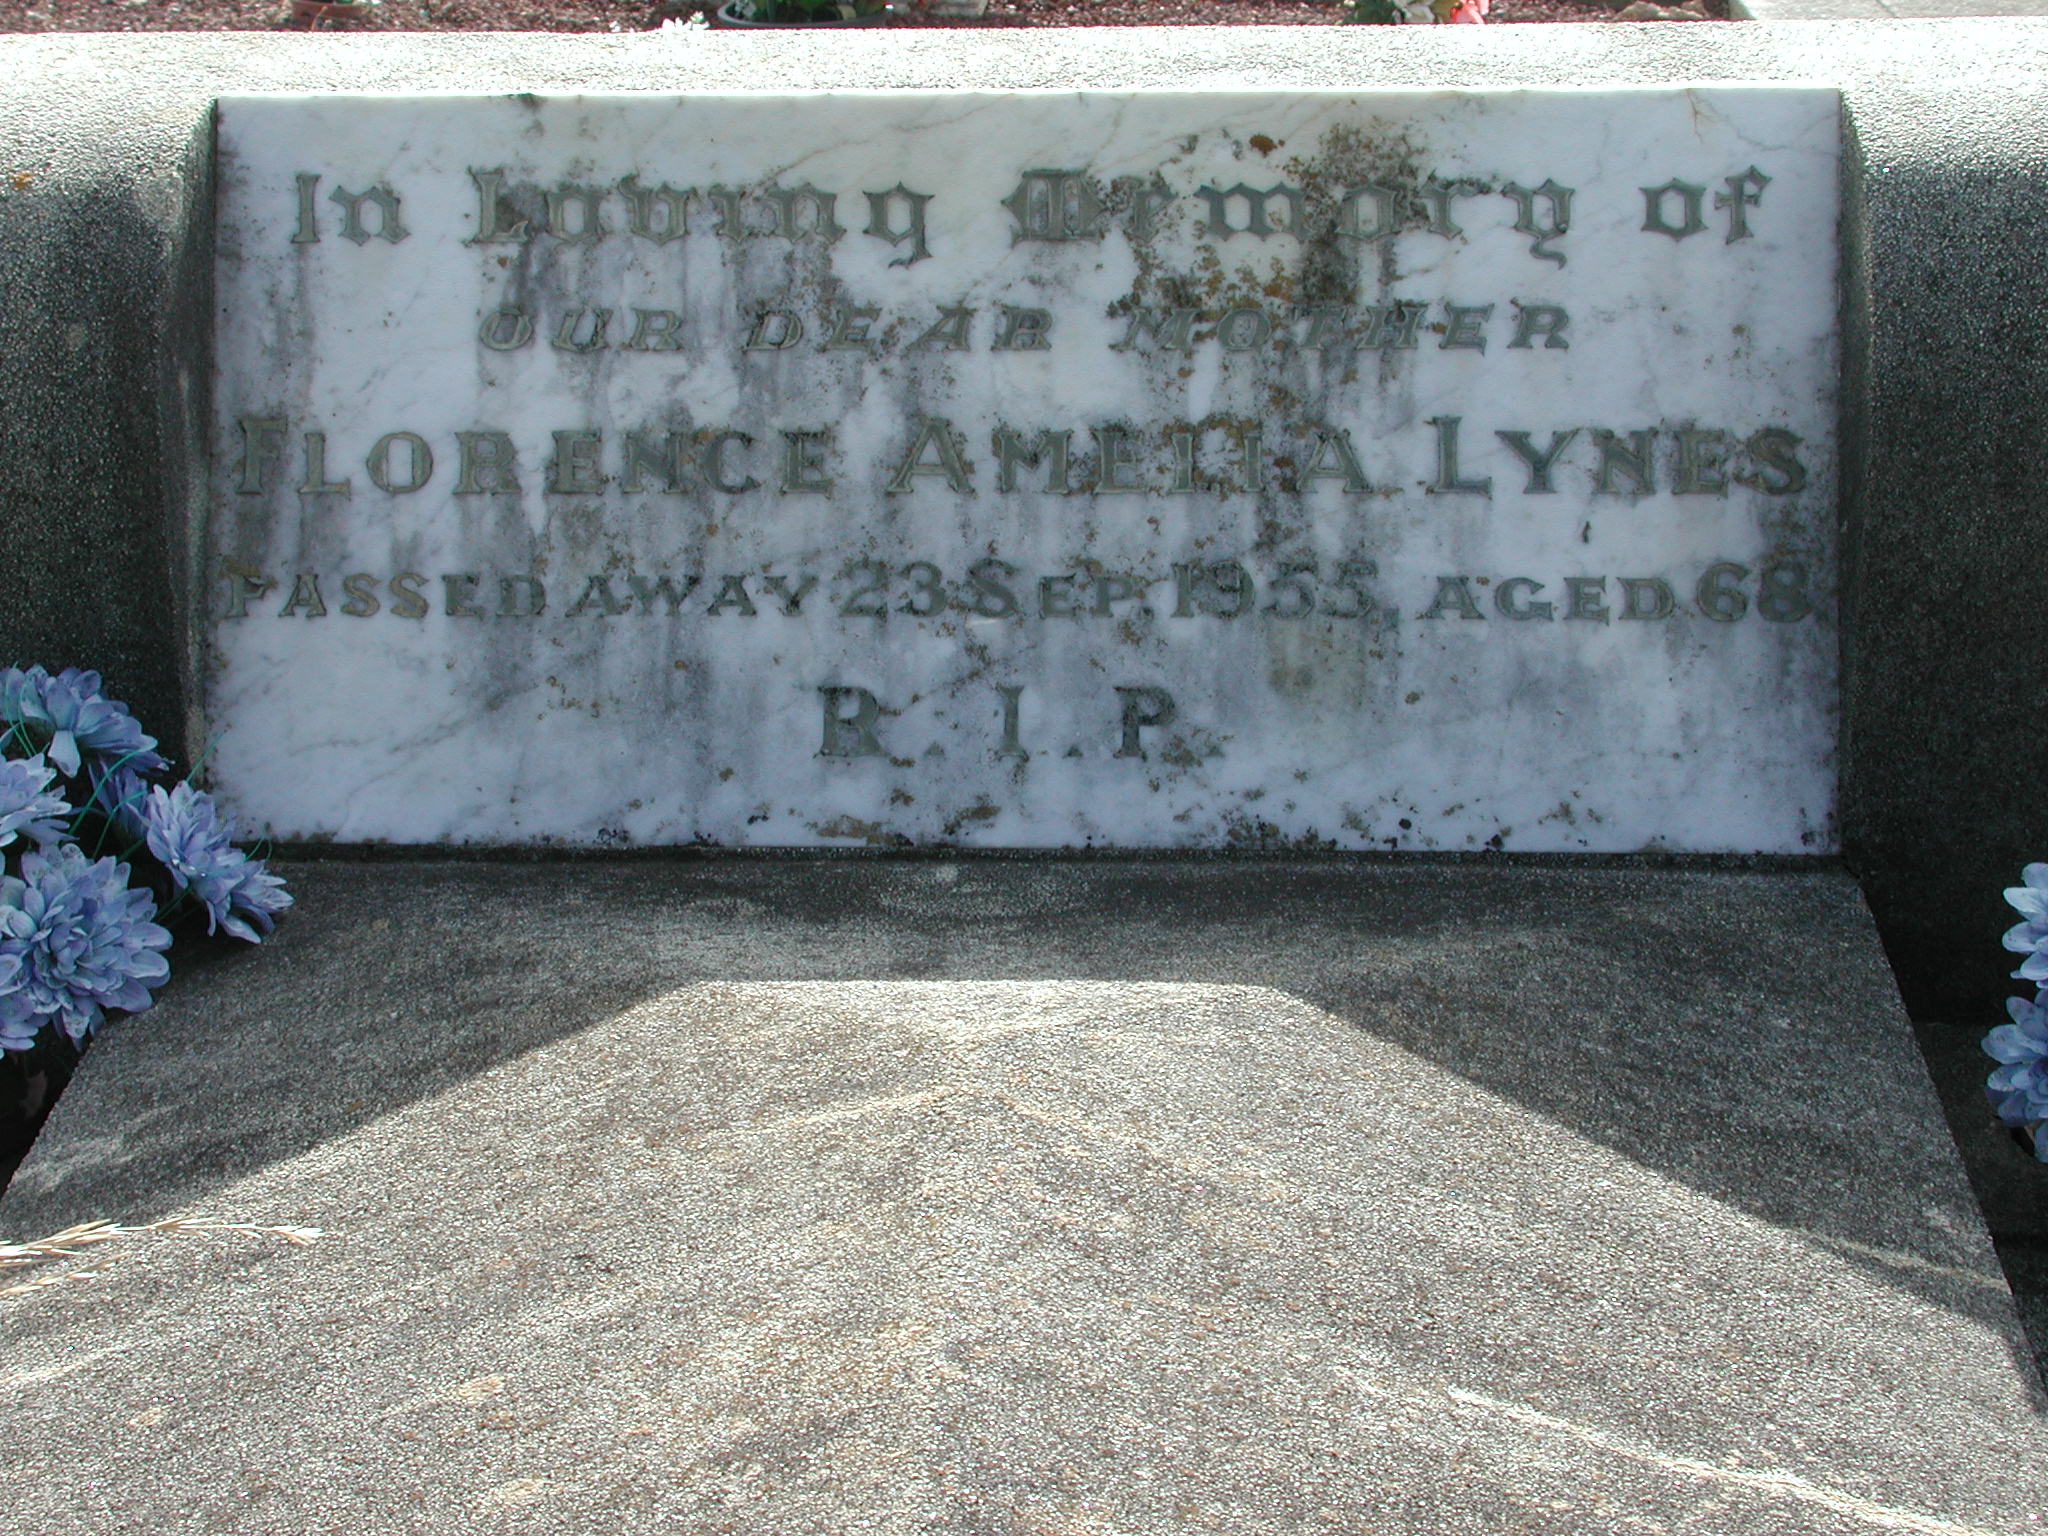 In Loving Memory of
OUR DEAR MOTHER
FLORENCE AMELIA LYNES
PASSED AWAY 23 SEP. 1955, AGED 68
R.I.P.